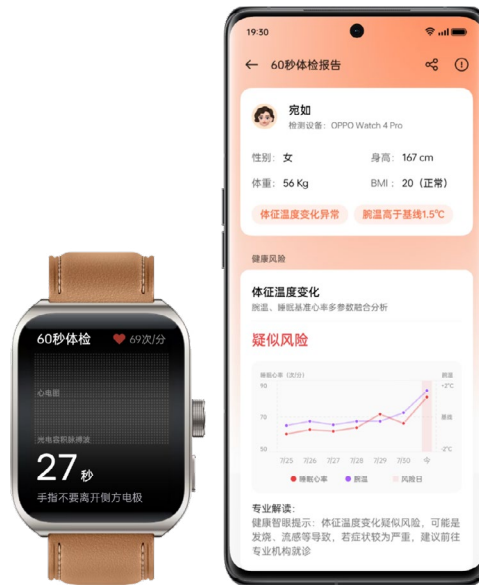 60秒体检
69次/分
心电图
光电容积脉搏波
27 秒
手指不要离开侧方电极
19:30
60秒体检报告
宛如
检测设备: OPPO Watch 4 Pro
性别: 女
身高: 167 cm
体重: 56 Kg
BMI: 20（正常）
体征温度变化异常
腕温高于基线1.5℃
健康风险
体征温度变化
腕温、睡眠基准心率多参数融合分析
疑似风险
睡眠心率（次/分）
腕温
90
+2℃
70
基线
50
-2℃
7/25 7/26 7/27 7/28 7/29 7/30 今
睡眠心率 腕温 风险日
专业解读:
健康智眼提示: 体征温度变化疑似风险，可能是
发烧、流感等导致，若症状较为严重，建议前往
专业机构就诊